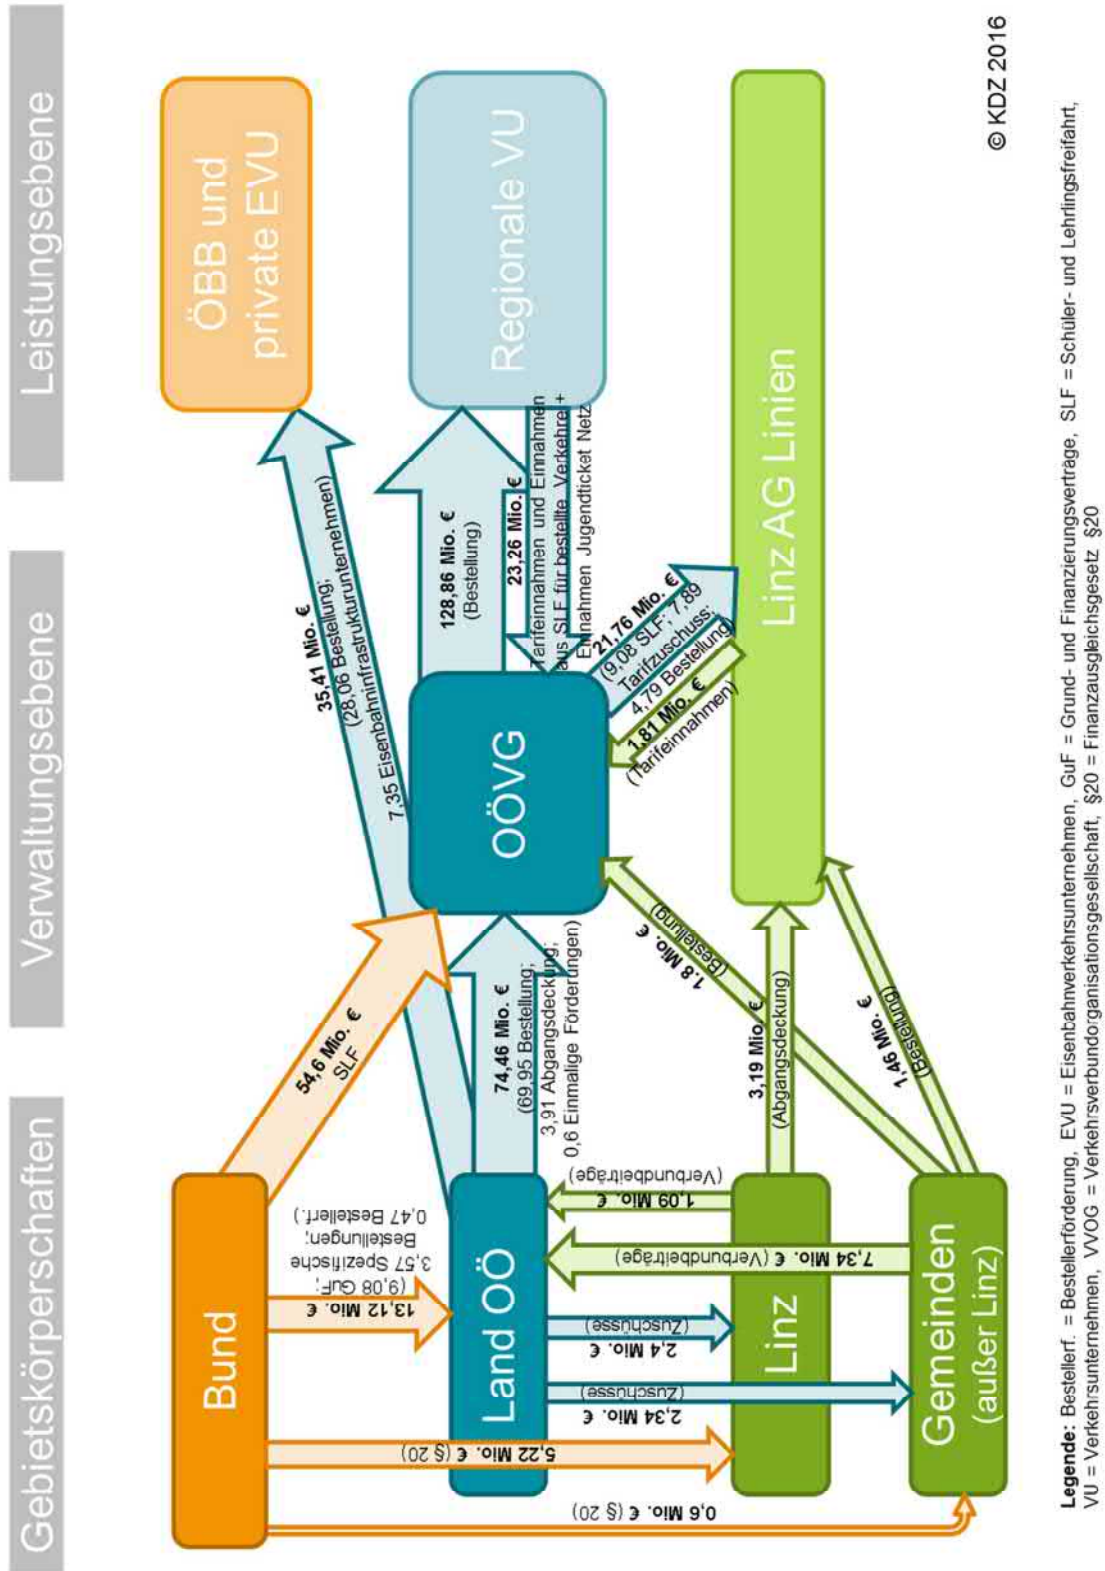 Gebietskörperschaften
Verwaltungsebene
Leistungsebene
Bund
54,6 Mio. €
SLF
13,12 Mio. €
(9,08 GuF;
3,57 Spezifische
Bestellungen;
0,47 Bestellerf.)
5,22 Mio. € (§ 20)
0,6 Mio. € (§ 20)
Land OÖ
35,41 Mio. €
(28,06 Bestellung;
7,35 Eisenbahninfrastrukturunternehmen)
ÖBB und
private EVU
74,46 Mio. €
(69,95 Bestellung;
3,91 Abgangsdeckung;
0,6 Einmalige Förderungen)
OÖVG
128,86 Mio. €
(Bestellung)
23,26 Mio. €
Tarifeinnahmen und Einnahmen
aus SLF für bestellte Verkehre +
Einnahmen Jugendticket Netz
Regionale VU
21,76 Mio. €
(9,08 SLF; 7,89
Tarifzuschuss;
4,79 Bestellung)
1,81 Mio. €
(Tarifeinnahmen)
2,34 Mio. €
(Zuschüsse)
2,4 Mio. €
(Zuschüsse)
7,34 Mio. € (Verbundbeiträge)
1,09 Mio. €
(Verbundbeiträge)
Linz
3,19 Mio. €
(Abgangsdeckung)
Linz AG Linien
1.8 Mio. €
(Bestellung)
1,46 Mio. €
(Bestellung)
Gemeinden
(außer Linz)
© KDZ 2016
Legende: Bestellerf. = Bestellerförderung, EVU = Eisenbahnverkehrsunternehmen, GuF = Grund- und Finanzierungsverträge, SLF = Schüler- und Lehrlingsfreifahrt,
VU = Verkehrsunternehmen, VVOG = Verkehrsverbundorganisationsgesellschaft, §20 = Finanzausgleichsgesetz §20